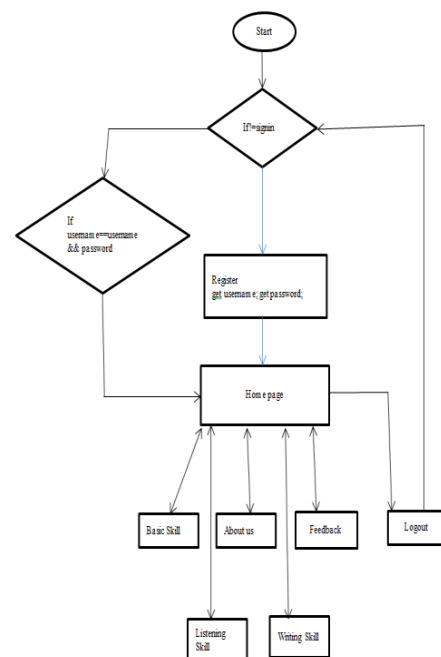 Start
If!=signin
If
username==username
&& password
Register
get username; get password;
Home page
Basic Skill
About us
Feedback
Logout
Listening
Skill
Writing Skill